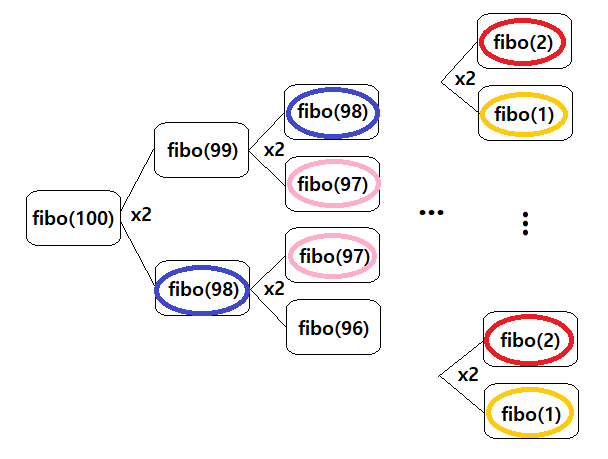 fibo(2)
x2
fibo(1)
fibo(98)
fibo(99)
x2
fibo(97)
fibo(100)
x2
...
fibo(97)
fibo(98)
x2
fibo(96)
fibo(2)
x2
fibo(1)